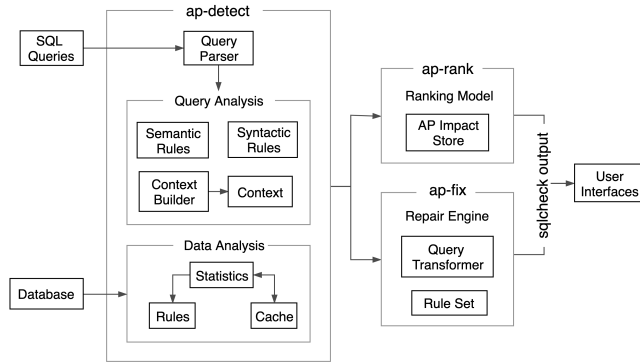 ap-detect
SQL
Queries
Query
Parser
Query Analysis
Semantic
Rules
Syntactic
Rules
Context
Builder
Context
Data Analysis
Statistics
Database
Rules
Cache
ap-rank
Ranking Model
AP Impact
Store
ap-fix
Repair Engine
Query
Transformer
Rule Set
sqlcheck output
User
Interfaces